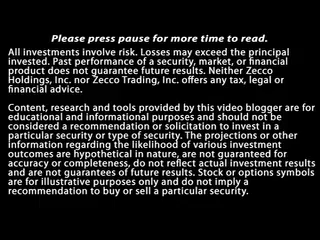 Please press pause for more time to read.
All investments involve risk. Losses may exceed the principal
invested. Past performance of a security, market, or financial
product does not guarantee future results. Neither Zecco
Holdings, Inc. nor Zecco Trading, Inc. offers any tax, legal or
financial advice.
Content, research and tools provided by this video blogger are for
educational and informational purposes and should not be
considered a recommendation or solicitation to invest in a
particular security or type of security. The projections or other
information regarding the likelihood of various investment
outcomes are hypothetical in nature, are not guaranteed for
accuracy or completeness, do not reflect actual investment results
and are not guarantees of future results. Stock or options symbols
are for illustrative purposes only and do not imply a
recommendation to buy or sell a particular security.